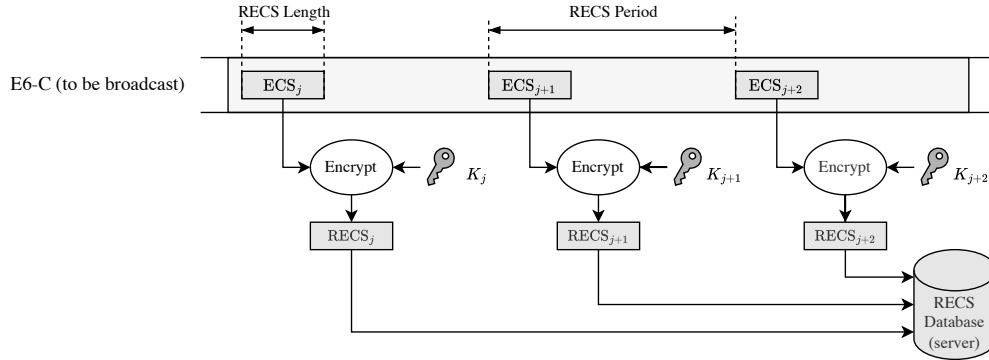 RECS Length
RECS Period
E6-C (to be broadcast)
ECS_j
ECS_{j+1}
ECS_{j+2}
Encrypt
K_j
Encrypt
K_{j+1}
Encrypt
K_{j+2}
RECS_j
RECS_{j+1}
RECS_{j+2}
RECS
Database
(server)